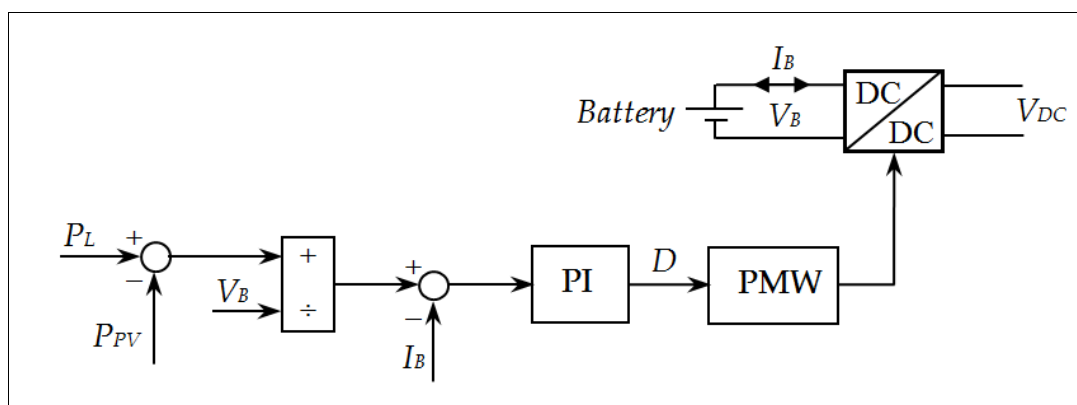 I_B
Battery
V_B
DC
DC
V_DC
P_L
+
−
P_PV
V_B
+
÷
+
−
I_B
PI
D
PMW